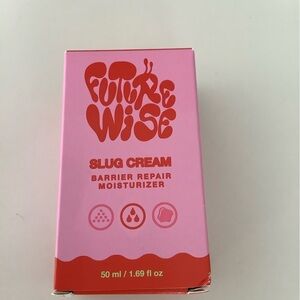 FUTURE
WISE
SLUG CREAM
BARRIER REPAIR
MOISTURIZER
50 ml / 1.69 fl oz